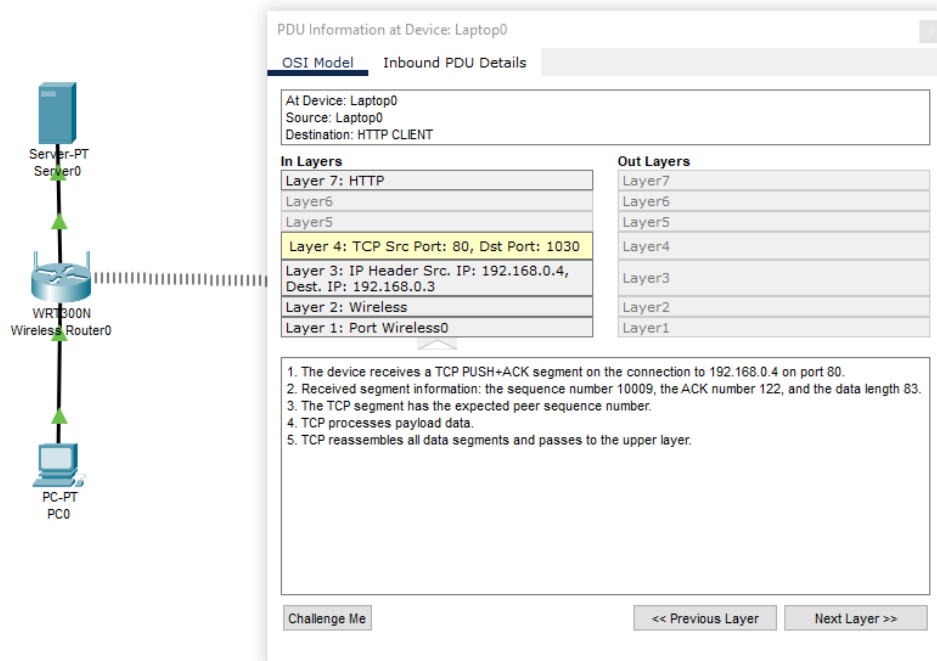 PDU Information at Device: Laptop0
OSI Model Inbound PDU Details
At Device: Laptop0
Source: Laptop0
Destination: HTTP CLIENT
In Layers
Layer 7: HTTP
Layer6
Layer5
Layer 4: TCP Src Port: 80, Dst Port: 1030
Layer 3: IP Header Src. IP: 192.168.0.4,
Dest. IP: 192.168.0.3
Layer 2: Wireless
Layer 1: Port Wireless0
Out Layers
Layer7
Layer6
Layer5
Layer4
Layer3
Layer2
Layer1
1. The device receives a TCP PUSH+ACK segment on the connection to 192.168.0.4 on port 80.
2. Received segment information: the sequence number 10009, the ACK number 122, and the data length 83.
3. The TCP segment has the expected peer sequence number.
4. TCP processes payload data.
5. TCP reassembles all data segments and passes to the upper layer.
Challenge Me
<< Previous Layer
Next Layer >>
Server-PT
Server0
WRT300N
Wireless Router0
PC-PT
PC0